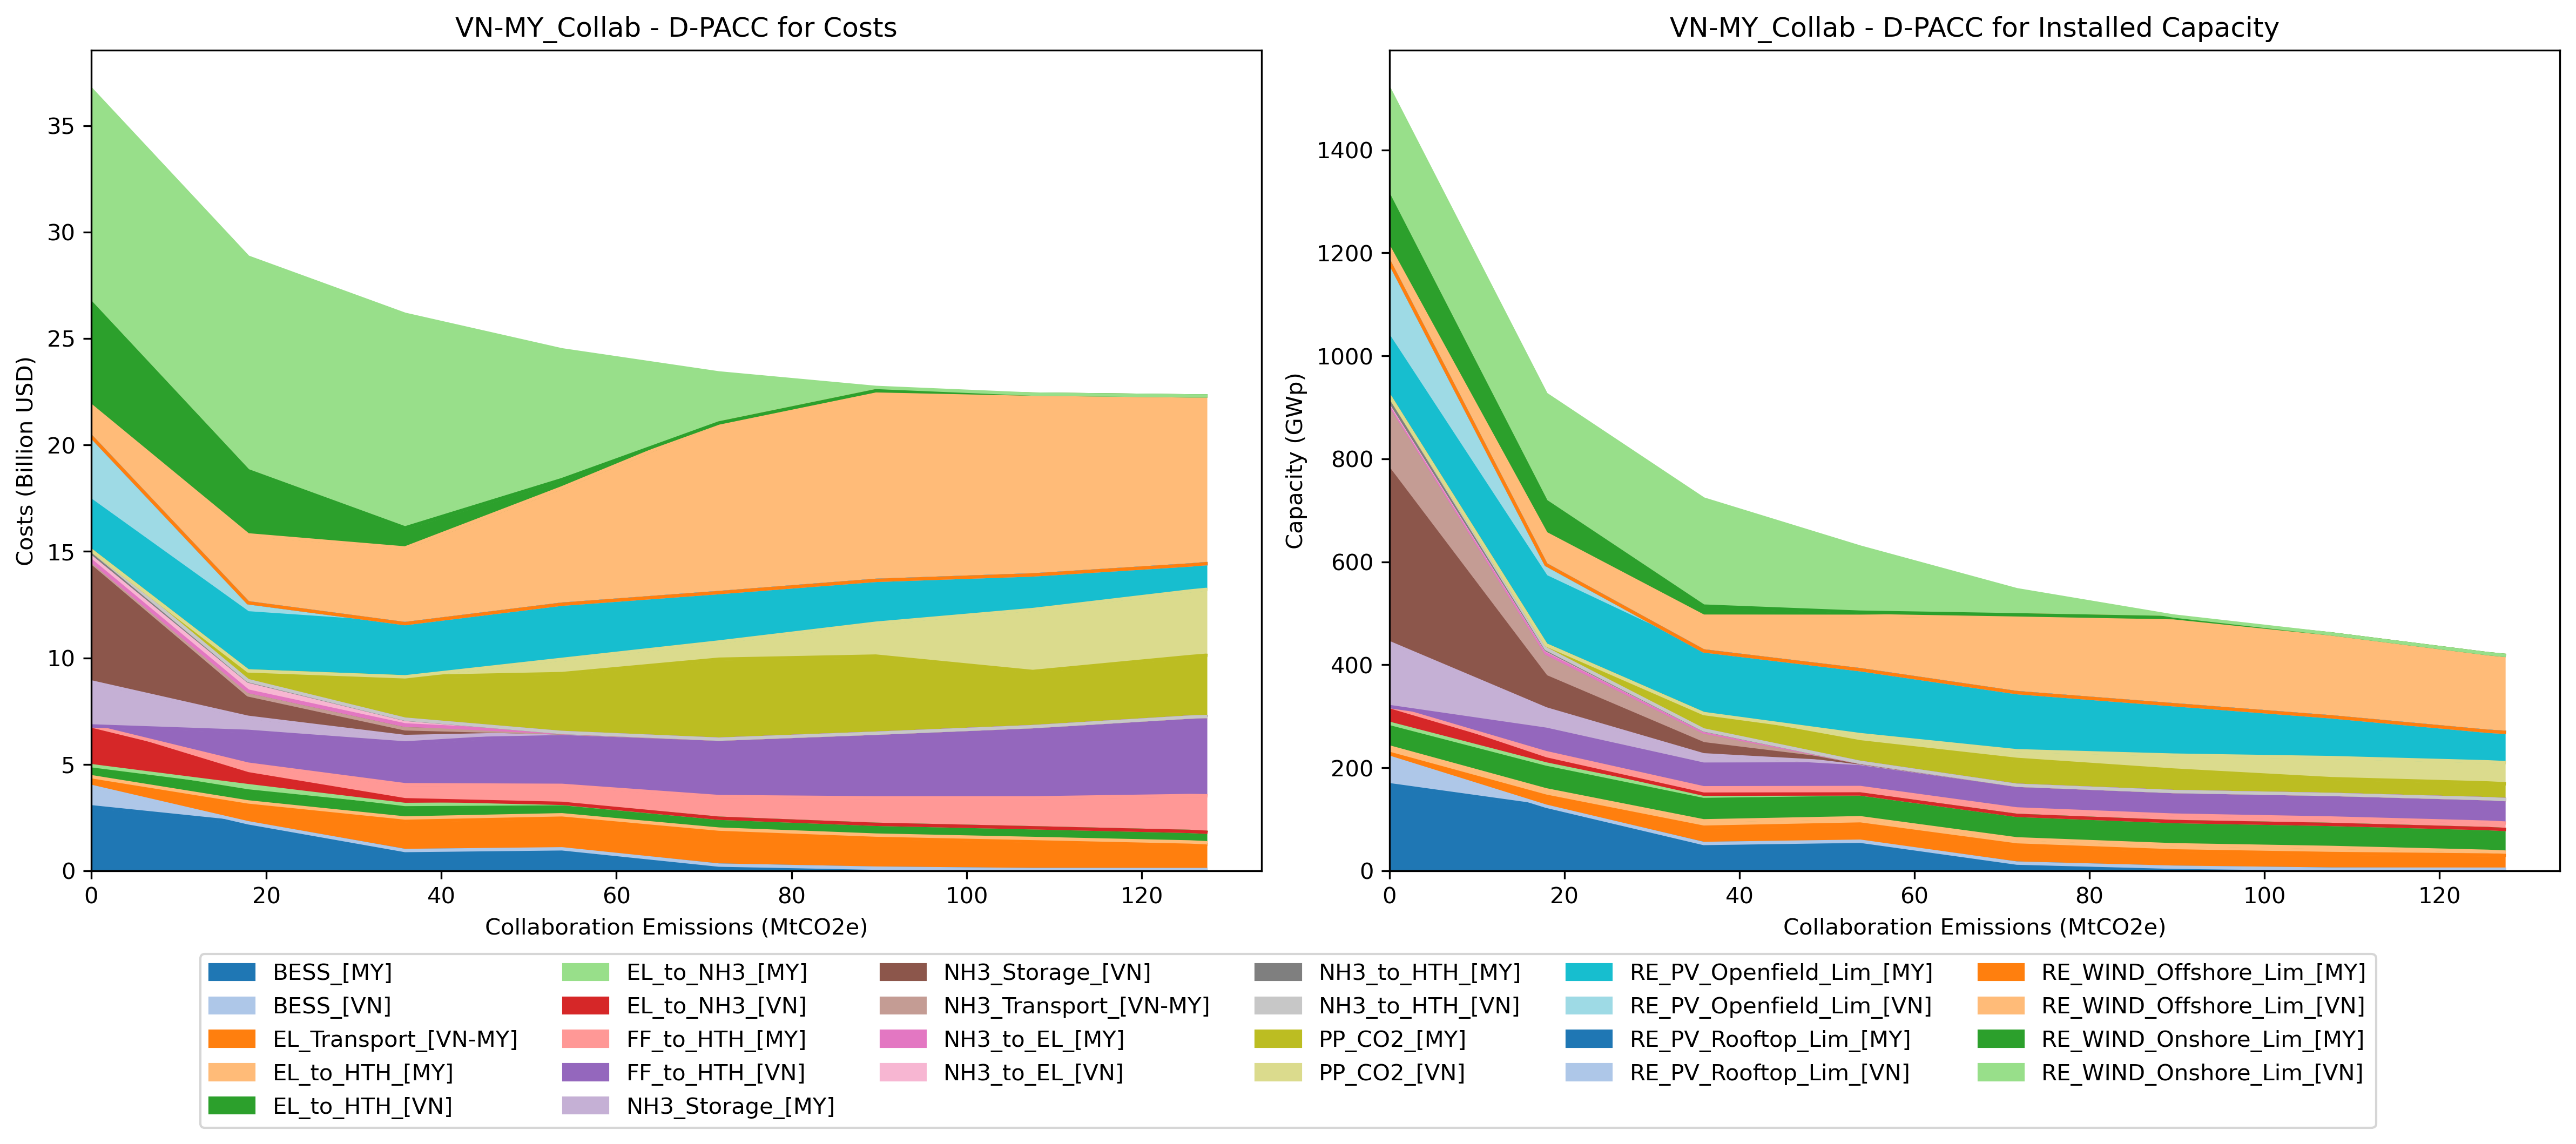 VN-MY_Collab - D-PACC for Costs
Costs (Billion USD)
35
30
25
20
15
10
5
0
0 20 40 60 80 100 120
Collaboration Emissions (MtCO2e)
VN-MY_Collab - D-PACC for Installed Capacity
Capacity (GWp)
1400
1200
1000
800
600
400
200
0
0 20 40 60 80 100 120
Collaboration Emissions (MtCO2e)
BESS_[MY]
BESS_[VN]
EL_Transport_[VN-MY]
EL_to_HTH_[MY]
EL_to_HTH_[VN]
EL_to_NH3_[MY]
EL_to_NH3_[VN]
FF_to_HTH_[MY]
FF_to_HTH_[VN]
NH3_Storage_[MY]
NH3_Storage_[VN]
NH3_Transport_[VN-MY]
NH3_to_EL_[MY]
NH3_to_EL_[VN]
NH3_to_HTH_[MY]
NH3_to_HTH_[VN]
PP_CO2_[MY]
PP_CO2_[VN]
RE_PV_Openfield_Lim_[MY]
RE_PV_Openfield_Lim_[VN]
RE_PV_Rooftop_Lim_[MY]
RE_PV_Rooftop_Lim_[VN]
RE_WIND_Offshore_Lim_[MY]
RE_WIND_Offshore_Lim_[VN]
RE_WIND_Onshore_Lim_[MY]
RE_WIND_Onshore_Lim_[VN]